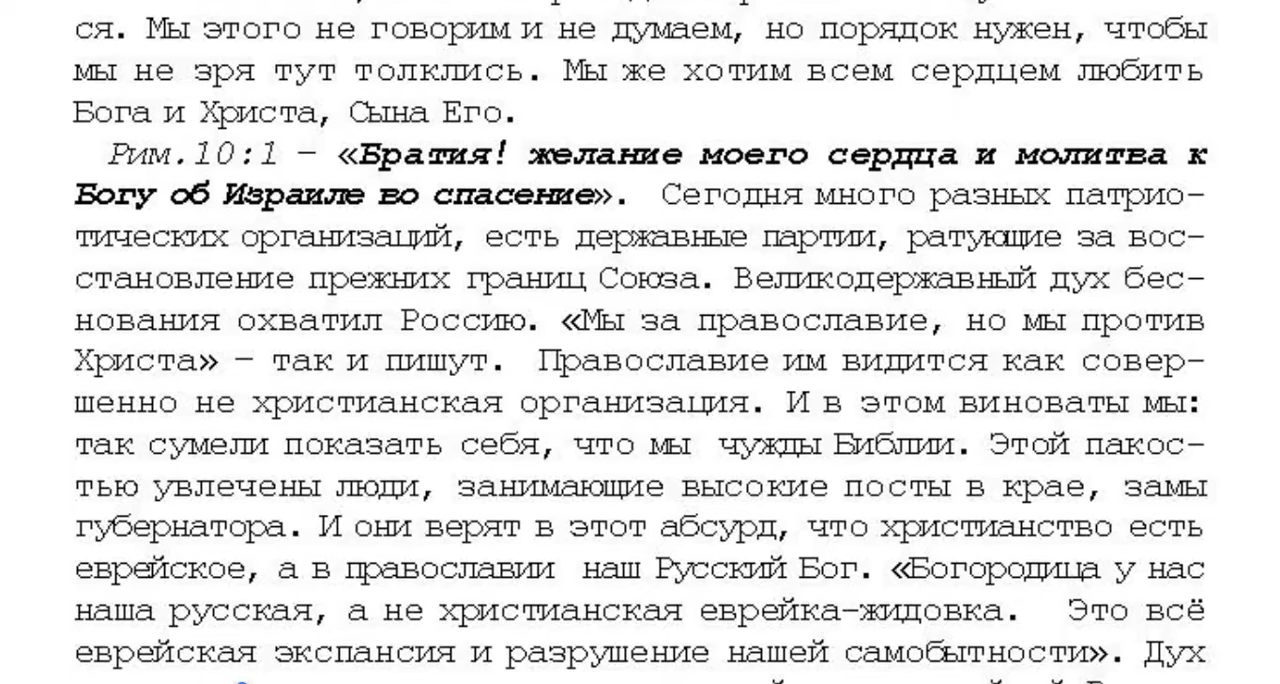 ся. Мы этого не говорим и не думаем, но порядок нужен, чтобы
мы не зря тут толклись. Мы же хотим всем сердцем любить
Бога и Христа, Сына Его.
Рим.10:1 – «Братия! желание моего сердца и молитва к
Богу об Израиле во спасение». Сегодня много разных патрио-
тических организаций, есть державные партии, ратующие за вос-
становление прежних границ Союза. Великодержавный дух бес-
нования охватил Россию. «Мы за православие, но мы против
Христа» – так и пишут. Православие им видится как совер-
шенно не христианская организация. И в этом виноваты мы:
так сумели показать себя, что мы чужды Библии. Этой пакос-
тью увлечены люди, занимающие высокие посты в крае, замы
губернатора. И они верят в этот абсурд, что христианство есть
еврейское, а в православии наш Русский Бог. «Богородица у нас
наша русская, а не христианская еврейка-жидовка. Это всё
еврейская экспансия и разрушение нашей самобытности». Дух